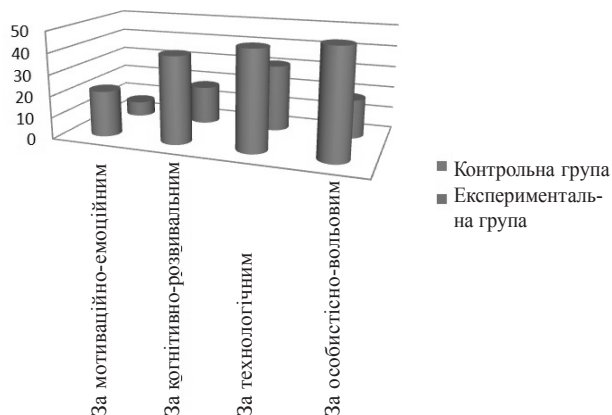 50
40
30
20
10
0
За мотиваційно-емоційним
За когнітивно-розвивальним
За технологічним
За особистісно-вольовим
Контрольна група
Експерименталь-
на група